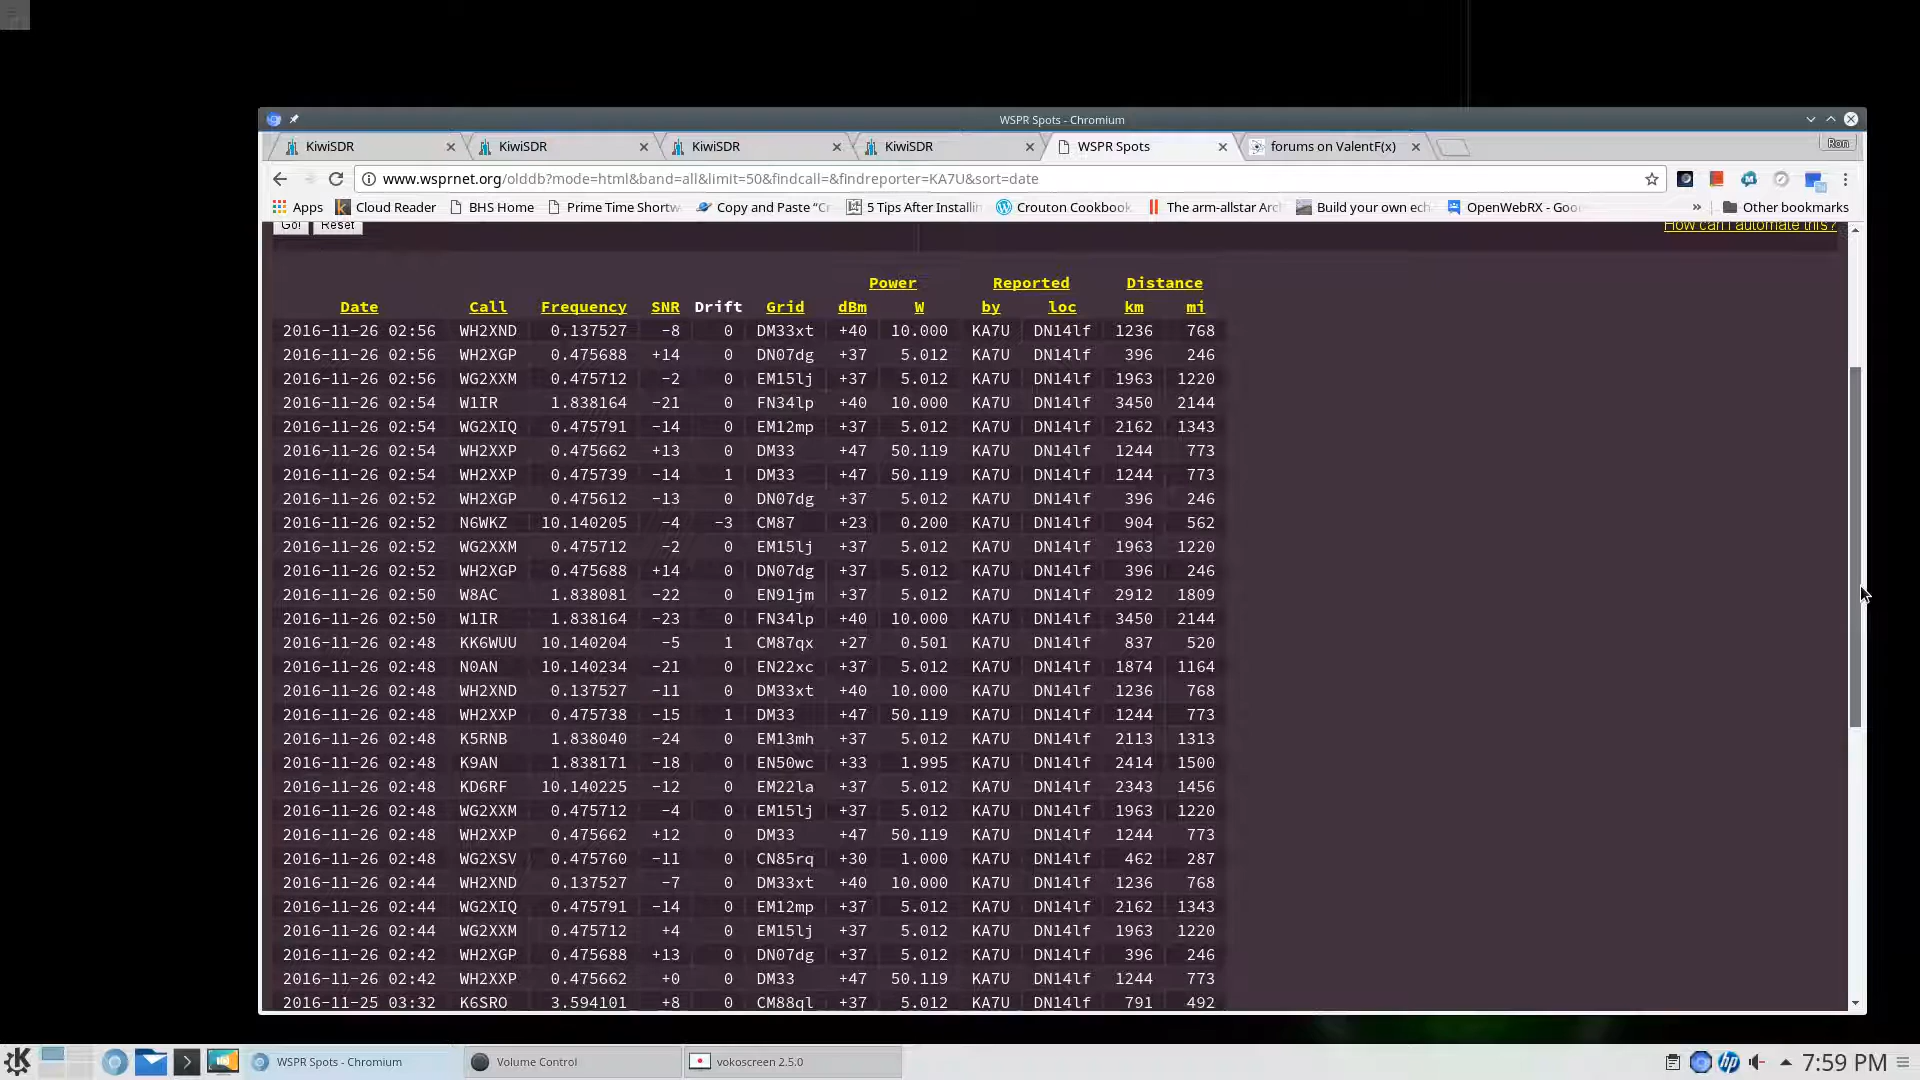 WSPR Spots - Chromium
KiwiSDR KiwiSDR KiwiSDR KiwiSDR WSPR Spots forums on ValentF(x) Ron
www.wsprnet.org/olddb?mode=html&band=all&limit=50&findcall=&findreporter=KA7U&sort=date
Apps Cloud Reader BHS Home Prime Time Shortw Copy and Paste “Cr 5 Tips After Installin Crouton Cookbook The arm-allstar Arc Build your own ech OpenWebRX - Goo » Other bookmarks
Go! Reset How can I automate this?
Power Reported Distance
Date Call Frequency SNR Drift Grid dBm W by loc km mi
2016-11-26 02:56 WH2XND 0.137527 -8 0 DM33xt +40 10.000 KA7U DN14lf 1236 768
2016-11-26 02:56 WH2XGP 0.475688 +14 0 DN07dg +37 5.012 KA7U DN14lf 396 246
2016-11-26 02:56 WG2XXM 0.475712 -2 0 EM15lj +37 5.012 KA7U DN14lf 1963 1220
2016-11-26 02:54 W1IR 1.838164 -21 0 FN34lp +40 10.000 KA7U DN14lf 3450 2144
2016-11-26 02:54 WG2XIQ 0.475791 -14 0 EM12mp +37 5.012 KA7U DN14lf 2162 1343
2016-11-26 02:54 WH2XXP 0.475662 +13 0 DM33 +47 50.119 KA7U DN14lf 1244 773
2016-11-26 02:54 WH2XXP 0.475739 -14 1 DM33 +47 50.119 KA7U DN14lf 1244 773
2016-11-26 02:52 WH2XGP 0.475612 -13 0 DN07dg +37 5.012 KA7U DN14lf 396 246
2016-11-26 02:52 N6WKZ 10.140205 -4 -3 CM87 +23 0.200 KA7U DN14lf 904 562
2016-11-26 02:52 WG2XXM 0.475712 -2 0 EM15lj +37 5.012 KA7U DN14lf 1963 1220
2016-11-26 02:52 WH2XGP 0.475688 +14 0 DN07dg +37 5.012 KA7U DN14lf 396 246
2016-11-26 02:50 W8AC 1.838081 -22 0 EN91jm +37 5.012 KA7U DN14lf 2912 1809
2016-11-26 02:50 W1IR 1.838164 -23 0 FN34lp +40 10.000 KA7U DN14lf 3450 2144
2016-11-26 02:48 KK6WUU 10.140204 -5 1 CM87qx +27 0.501 KA7U DN14lf 837 520
2016-11-26 02:48 N0AN 10.140234 -21 0 EN22xc +37 5.012 KA7U DN14lf 1874 1164
2016-11-26 02:48 WH2XND 0.137527 -11 0 DM33xt +40 10.000 KA7U DN14lf 1236 768
2016-11-26 02:48 WH2XXP 0.475738 -15 1 DM33 +47 50.119 KA7U DN14lf 1244 773
2016-11-26 02:48 K5RNB 1.838040 -24 0 EM13mh +37 5.012 KA7U DN14lf 2113 1313
2016-11-26 02:48 K9AN 1.838171 -18 0 EN50wc +33 1.995 KA7U DN14lf 2414 1500
2016-11-26 02:48 KD6RF 10.140225 -12 0 EM22la +37 5.012 KA7U DN14lf 2343 1456
2016-11-26 02:48 WG2XXM 0.475712 -4 0 EM15lj +37 5.012 KA7U DN14lf 1963 1220
2016-11-26 02:48 WH2XXP 0.475662 +12 0 DM33 +47 50.119 KA7U DN14lf 1244 773
2016-11-26 02:48 WG2XSV 0.475760 -11 0 CN85rq +30 1.000 KA7U DN14lf 462 287
2016-11-26 02:44 WH2XND 0.137527 -7 0 DM33xt +40 10.000 KA7U DN14lf 1236 768
2016-11-26 02:44 WG2XIQ 0.475791 -14 0 EM12mp +37 5.012 KA7U DN14lf 2162 1343
2016-11-26 02:44 WG2XXM 0.475712 +4 0 EM15lj +37 5.012 KA7U DN14lf 1963 1220
2016-11-26 02:42 WH2XGP 0.475688 +13 0 DN07dg +37 5.012 KA7U DN14lf 396 246
2016-11-26 02:42 WH2XXP 0.475662 +0 0 DM33 +47 50.119 KA7U DN14lf 1244 773
2016-11-25 03:32 K6SRO 3.594101 +8 0 CM88ql +37 5.012 KA7U DN14lf 791 492
WSPR Spots - Chromium Volume Control vokoscreen 2.5.0 7:59 PM